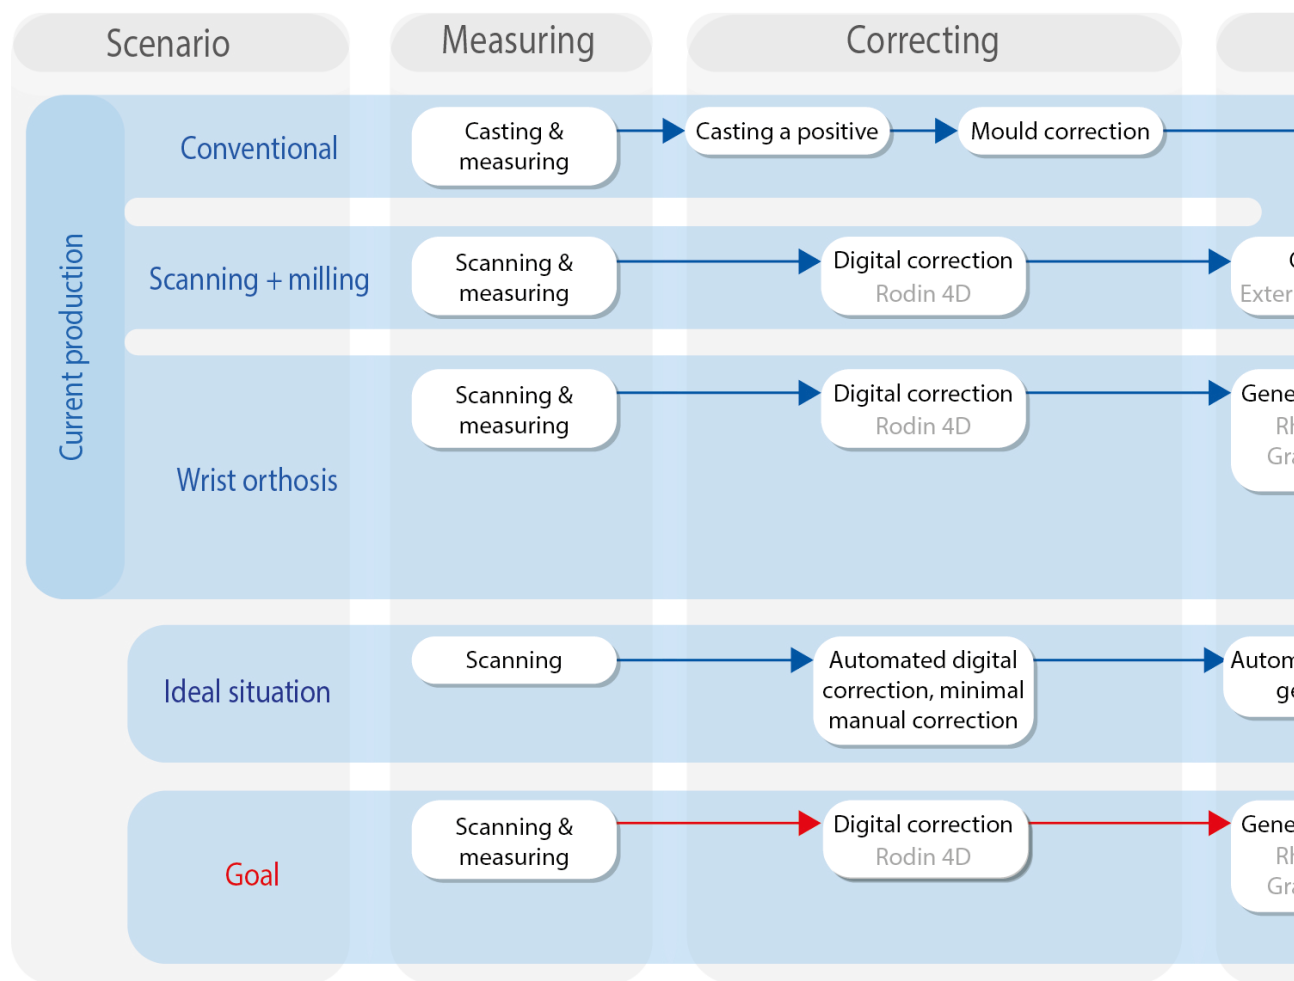 Scenario
Measuring
Correcting
Current production
Conventional
Casting &
measuring
Casting a positive
Mould correction
Scanning + milling
Scanning &
measuring
Digital correction
Rodin 4D
Wrist orthosis
Scanning &
measuring
Digital correction
Rodin 4D
Ideal situation
Scanning
Automated digital
correction, minimal
manual correction
Goal
Scanning &
measuring
Digital correction
Rodin 4D